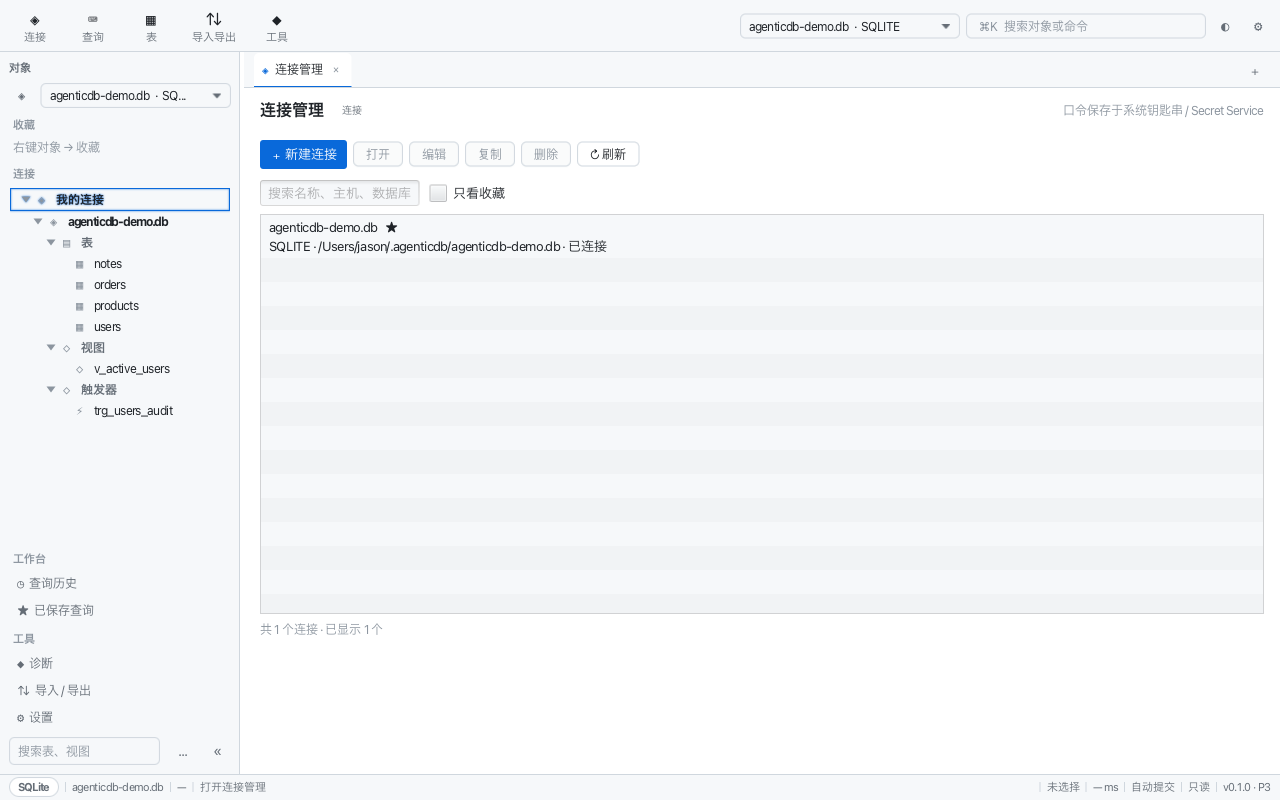 连接
查询
表
导入导出
工具
agenticdb-demo.db · SQLITE
⌘K 搜索对象或命令
对象
agenticdb-demo.db · SQ...
收藏
右键对象 → 收藏
连接
我的连接
agenticdb-demo.db
表
notes
orders
products
users
视图
v_active_users
触发器
trg_users_audit
工作台
查询历史
★ 已保存查询
工具
诊断
导入 / 导出
设置
搜索表、视图
... «
连接管理 ×
+
连接管理 连接
口令保存于系统钥匙串 / Secret Service
+ 新建连接
打开
编辑
复制
删除
刷新
搜索名称、主机、数据库
只看收藏
agenticdb-demo.db ★
SQLITE · /Users/jason/.agenticdb/agenticdb-demo.db · 已连接
共 1 个连接 · 已显示 1 个
SQLite agenticdb-demo.db — 打开连接管理
未选择 — ms 自动提交 只读 v0.1.0 · P3